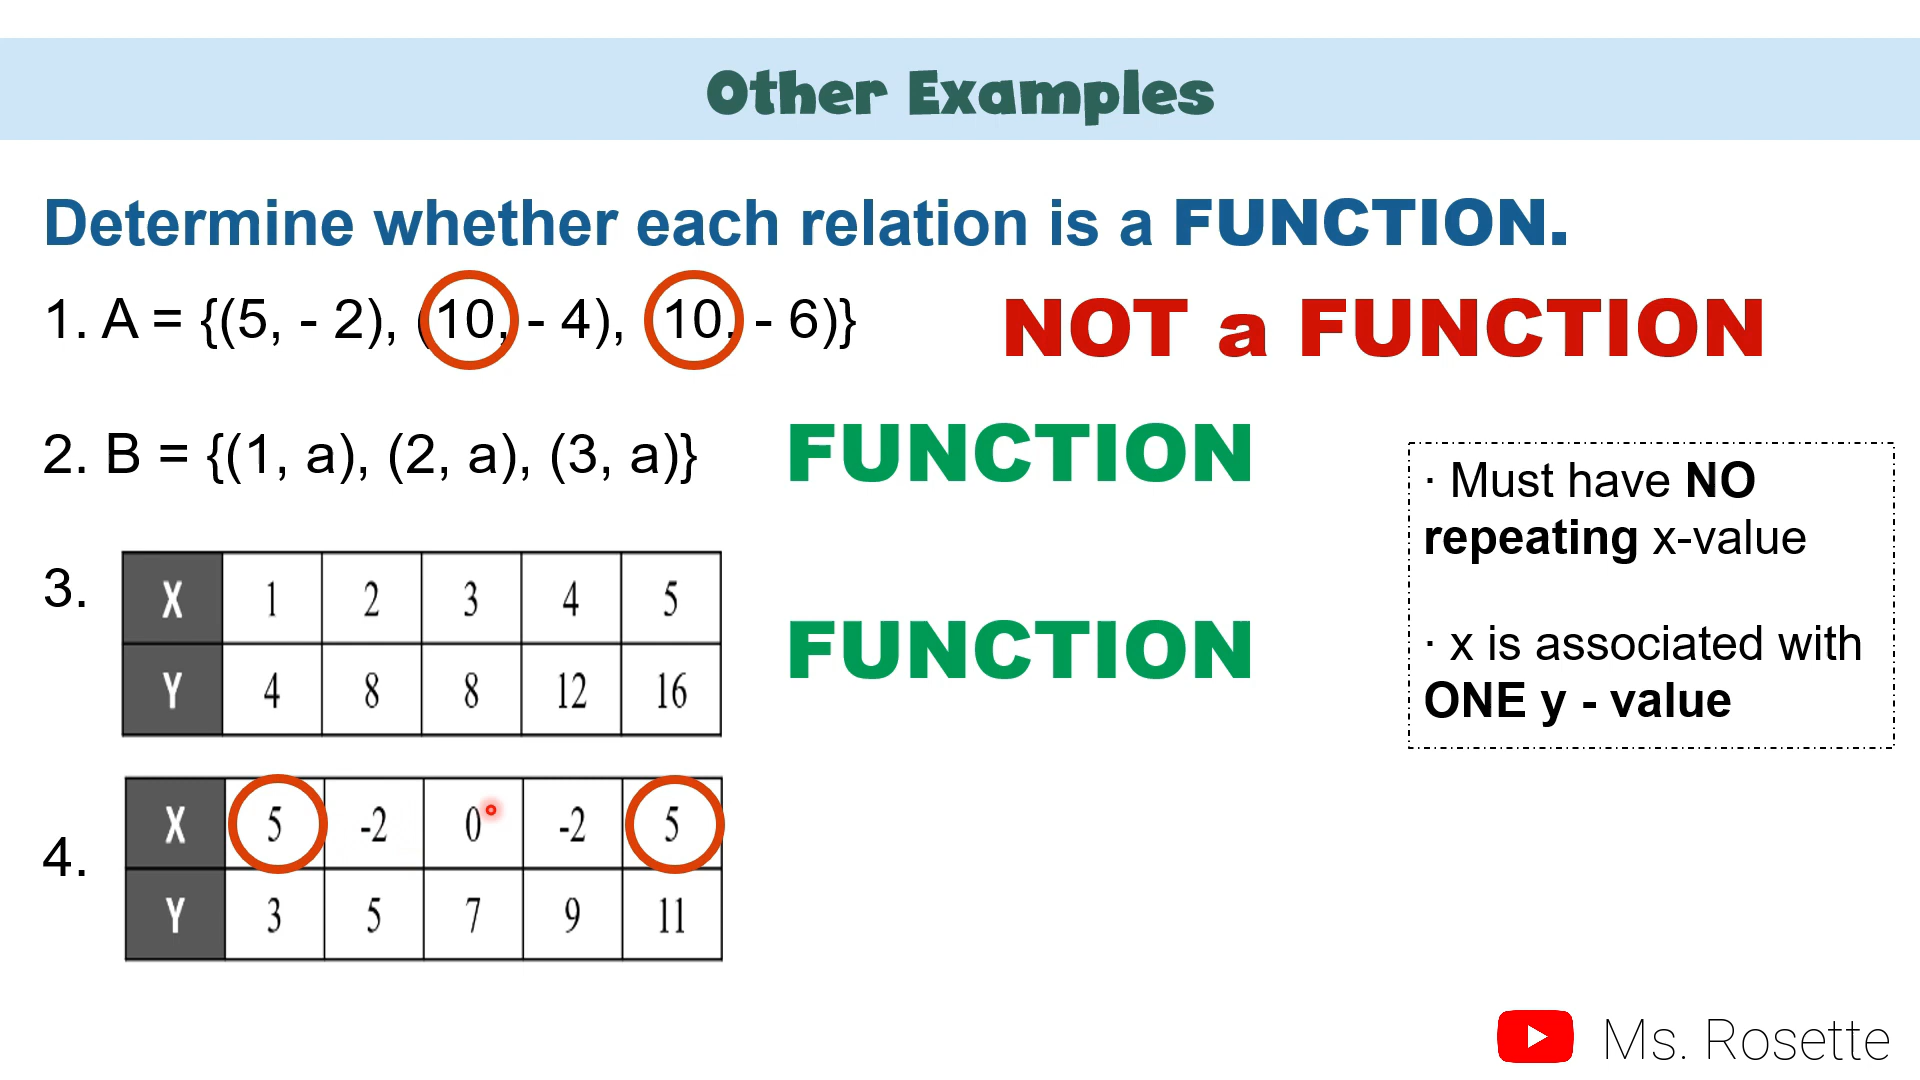 Other Examples
Determine whether each relation is a FUNCTION.
1. A = {(5, - 2), (10, - 4), 10, - 6)}
NOT a FUNCTION
2. B = {(1, a), (2, a), (3, a)}
FUNCTION
3.
X 1 2 3 4 5
Y 4 8 8 12 16
FUNCTION
4.
X 5 -2 0 -2 5
Y 3 5 7 9 11
· Must have NO
repeating x-value
· x is associated with
ONE y - value
Ms. Rosette